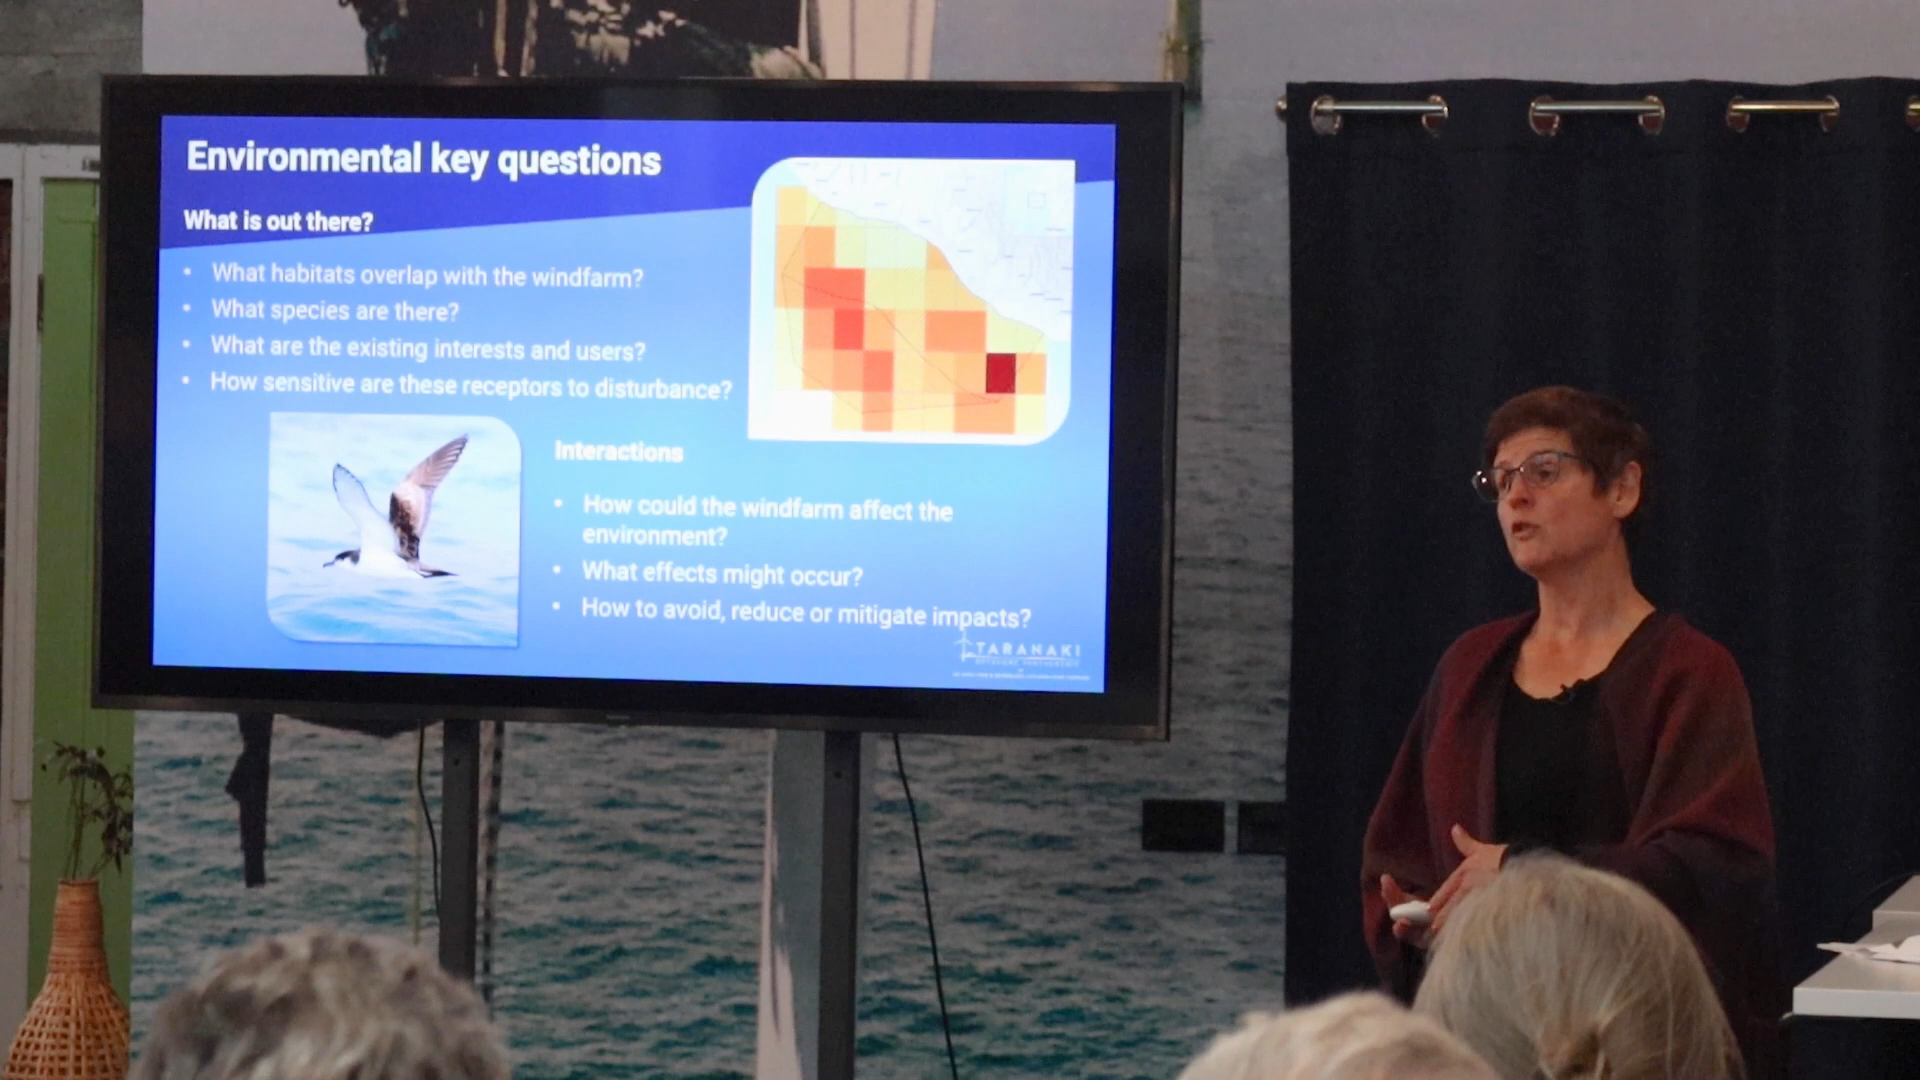 Environmental key questions
What is out there?
• What habitats overlap with the windfarm?
• What species are there?
• What are the existing interests and users?
• How sensitive are these receptors to disturbance?
Interactions
• How could the windfarm affect the
environment?
• What effects might occur?
• How to avoid, reduce or mitigate impacts?
TARANAKI
OFFSHORE PARTNERSHIP